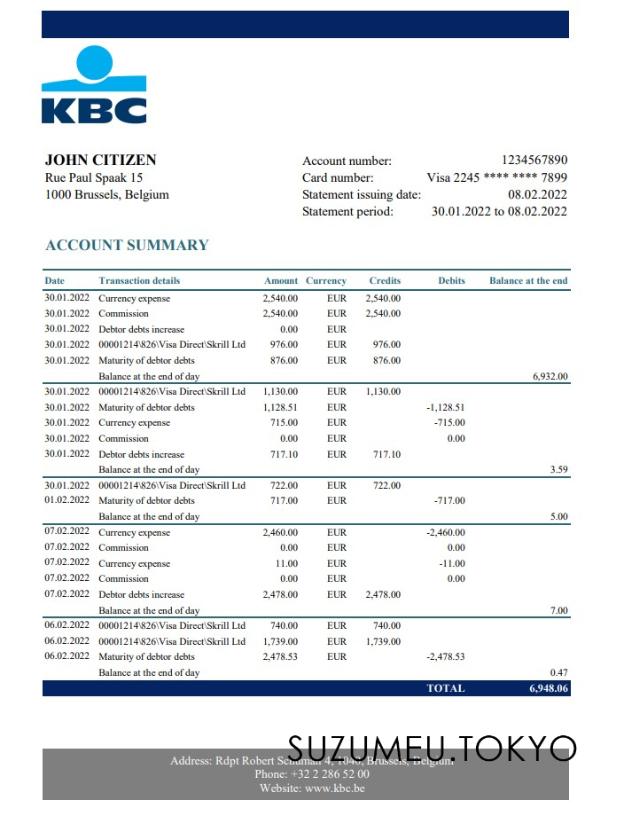 KBC
JOHN CITIZEN
Rue Paul Spaak 15
1000 Brussels, Belgium
Account number: 1234567890
Card number: Visa 2245 **** **** 7899
Statement issuing date: 08.02.2022
Statement period: 30.01.2022 to 08.02.2022
ACCOUNT SUMMARY
Date Transaction details Amount Currency Credits Debits Balance at the end
30.01.2022 Currency expense 2,540.00 EUR 2,540.00
30.01.2022 Commission 2,540.00 EUR 2,540.00
30.01.2022 Debtor debts increase 0.00 EUR
30.01.2022 00001214\826\Visa Direct\Skrill Ltd 976.00 EUR 976.00
30.01.2022 Maturity of debtor debts 876.00 EUR 876.00
Balance at the end of day 6,932.00
30.01.2022 00001214\826\Visa Direct\Skrill Ltd 1,130.00 EUR 1,130.00
30.01.2022 Maturity of debtor debts 1,128.51 EUR -1,128.51
30.01.2022 Currency expense 715.00 EUR -715.00
30.01.2022 Commission 0.00 EUR 0.00
30.01.2022 Debtor debts increase 717.10 EUR 717.10
Balance at the end of day 3.59
30.01.2022 00001214\826\Visa Direct\Skrill Ltd 722.00 EUR 722.00
01.02.2022 Maturity of debtor debts 717.00 EUR -717.00
Balance at the end of day 5.00
07.02.2022 Currency expense 2,460.00 EUR -2,460.00
07.02.2022 Commission 0.00 EUR 0.00
07.02.2022 Currency expense 11.00 EUR -11.00
07.02.2022 Commission 0.00 EUR 0.00
07.02.2022 Debtor debts increase 2,478.00 EUR 2,478.00
Balance at the end of day 7.00
06.02.2022 00001214\826\Visa Direct\Skrill Ltd 740.00 EUR 740.00
06.02.2022 00001214\826\Visa Direct\Skrill Ltd 1,739.00 EUR 1,739.00
06.02.2022 Maturity of debtor debts 2,478.53 EUR -2,478.53
Balance at the end of day 0.47
TOTAL 6,948.06
SUZUMEU.TOKYO
Address: Rdpt Robert Schuman 4, 1040, Brussels, Belgium
Phone: +32 2 286 52 00
Website: www.kbc.be